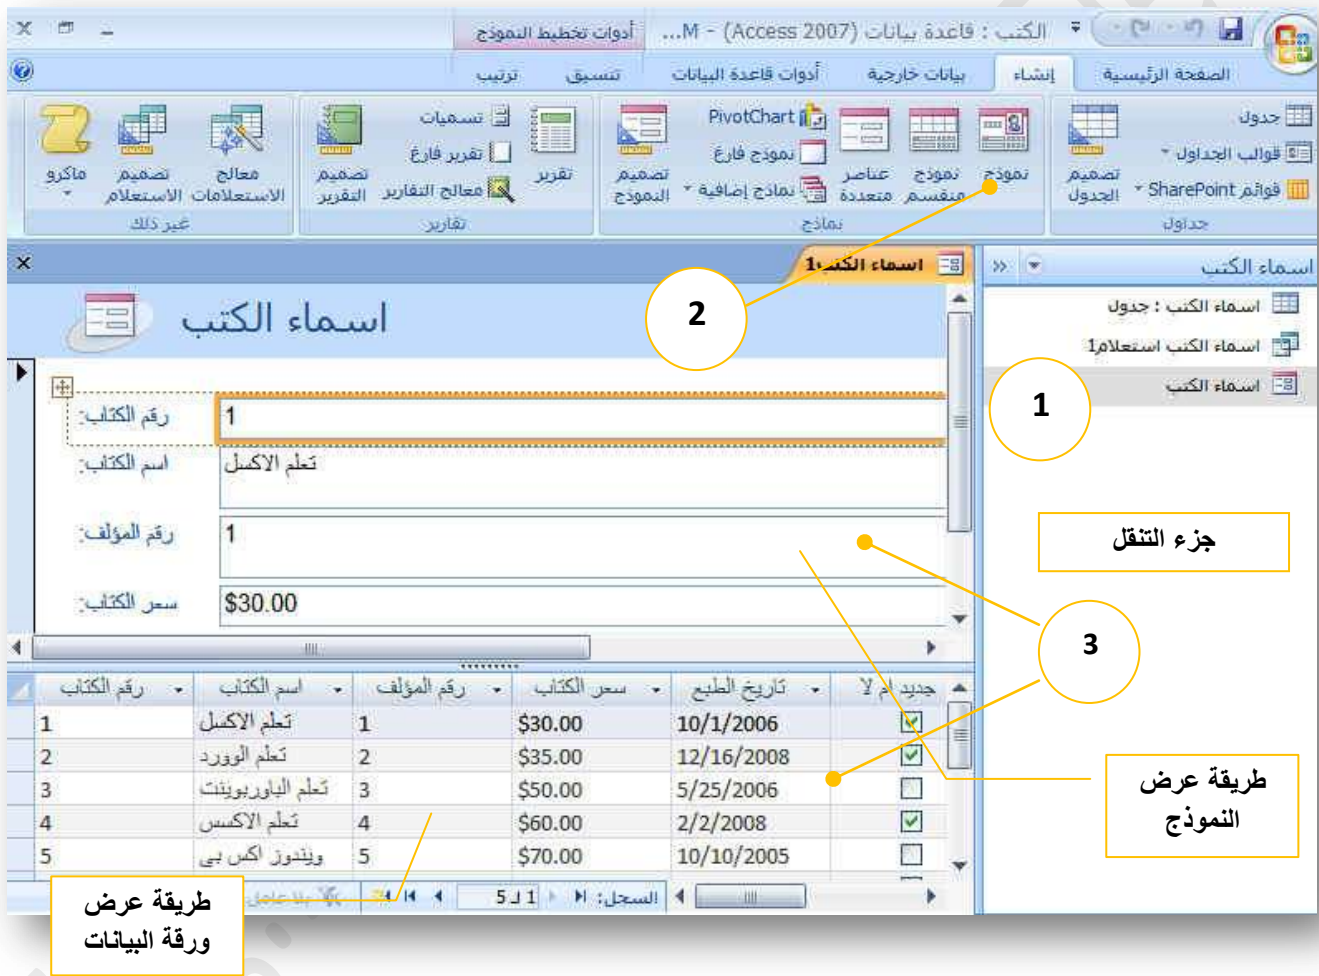 الكتب : قاعدة بيانات (Access 2007) - M...
أدوات تخطيط النموذج
الصفحة الرئيسية
إنشاء
بيانات خارجية
أدوات قاعدة البيانات
تنسيق
ترتيب
جدول
قوالب الجداول
قوائم SharePoint
تصميم الجدول
جداول
نموذج
نموذج منقسم
عناصر متعددة
PivotChart
نموذج فارغ
نماذج إضافية
تصميم النموذج
نماذج
تقرير
تسميات
تقرير فارغ
معالج التقارير
تصميم التقرير
تقارير
معالج الاستعلامات
تصميم الاستعلام
ماكرو
غير ذلك
اسماء الكتب
اسماء الكتب : جدول
اسماء الكتب استعلام1
اسماء الكتب
1
جزء التنقل
اسماء الكتب1
2
اسماء الكتب
رقم الكتاب: 1
اسم الكتاب: تعلم الاكسل
رقم المؤلف: 1
سعر الكتاب: $30.00
3
رقم الكتاب اسم الكتاب رقم المؤلف سعر الكتاب تاريخ الطبع جديد ام لا
1 تعلم الاكسل 1 $30.00 10/1/2006
2 تعلم الوورد 2 $35.00 12/16/2008
3 تعلم الباوربوينت 3 $50.00 5/25/2006
4 تعلم الاكسس 4 $60.00 2/2/2008
5 ويندوز اكس بي 5 $70.00 10/10/2005
السجل: 1 لـ 5
بلا عامل
طريقة عرض
النموذج
طريقة عرض
ورقة البيانات